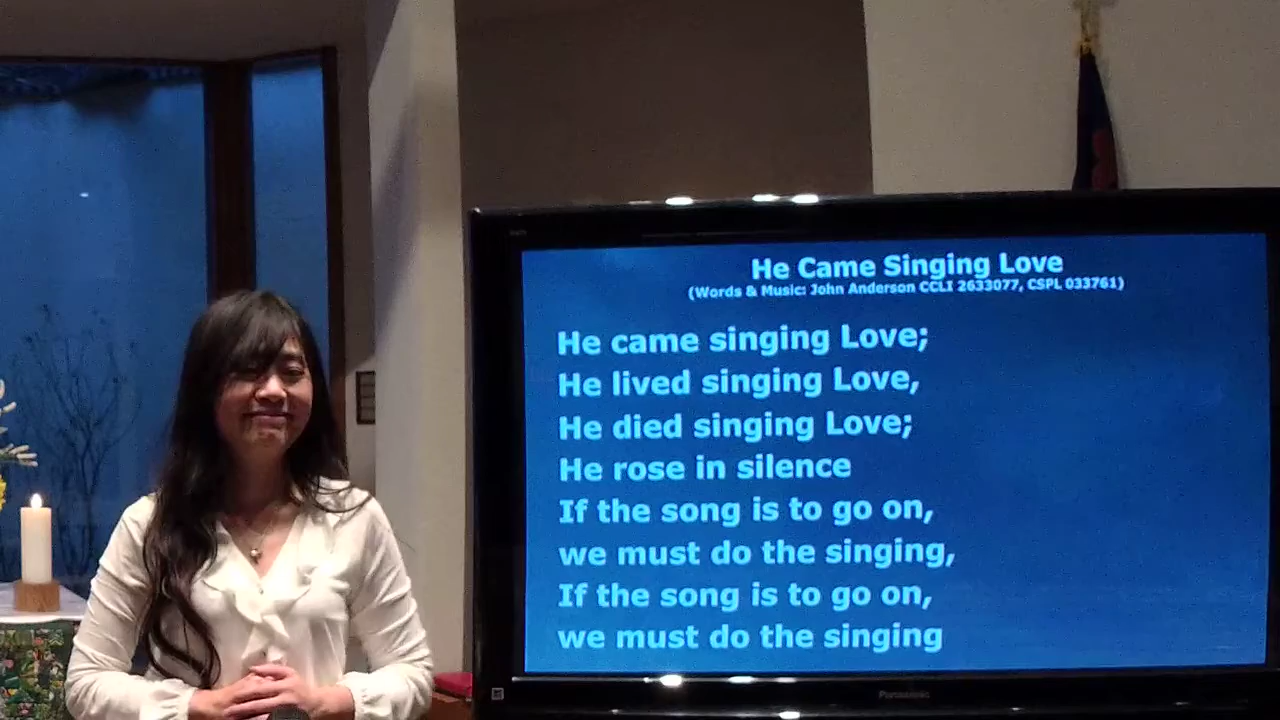 He Came Singing Love
(Words & Music: John Anderson CCLI 2633077, CSPL 033761)
He came singing Love;
He lived singing Love,
He died singing Love;
He rose in silence
If the song is to go on,
we must do the singing,
If the song is to go on,
we must do the singing
Panasonic